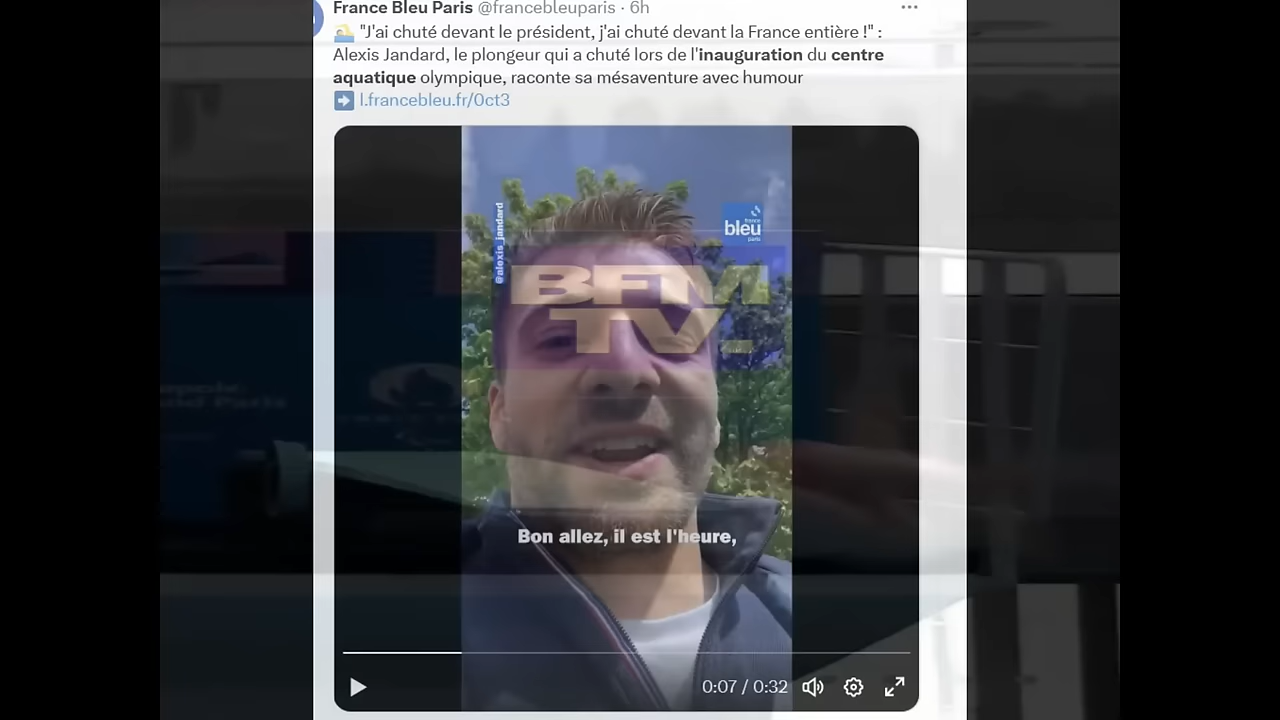 France Bleu Paris @francebleuparis · 6h
"J'ai chuté devant le président, j'ai chuté devant la France entière !" :
Alexis Jandard, le plongeur qui a chuté lors de l'inauguration du centre
aquatique olympique, raconte sa mésaventure avec humour
l.francebleu.fr/0ct3
@alexis_jandard
france
bleu
paris
BFM
TV.
Bon allez, il est l'heure,
0:07 / 0:32